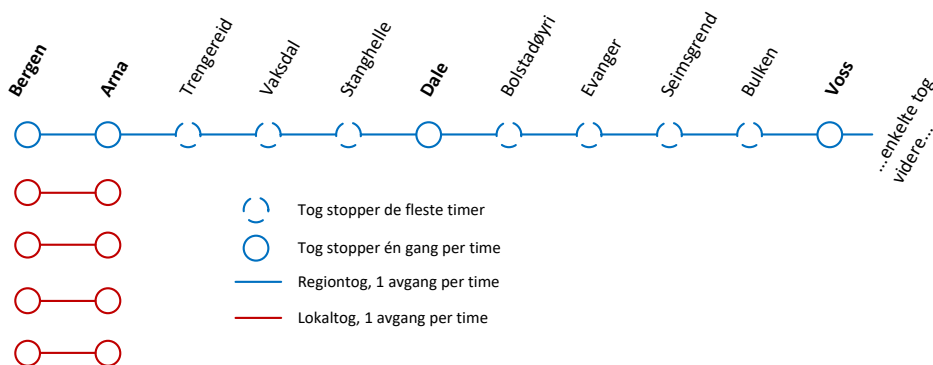 Bergen
Arna
Trengereid
Vaksdal
Stanghelle
Dale
Bolstadøyri
Evanger
Seimsgrend
Bulken
Voss
...enkelte tog
videre...
Tog stopper de fleste timer
Tog stopper én gang per time
Regiontog, 1 avgang per time
Lokaltog, 1 avgang per time